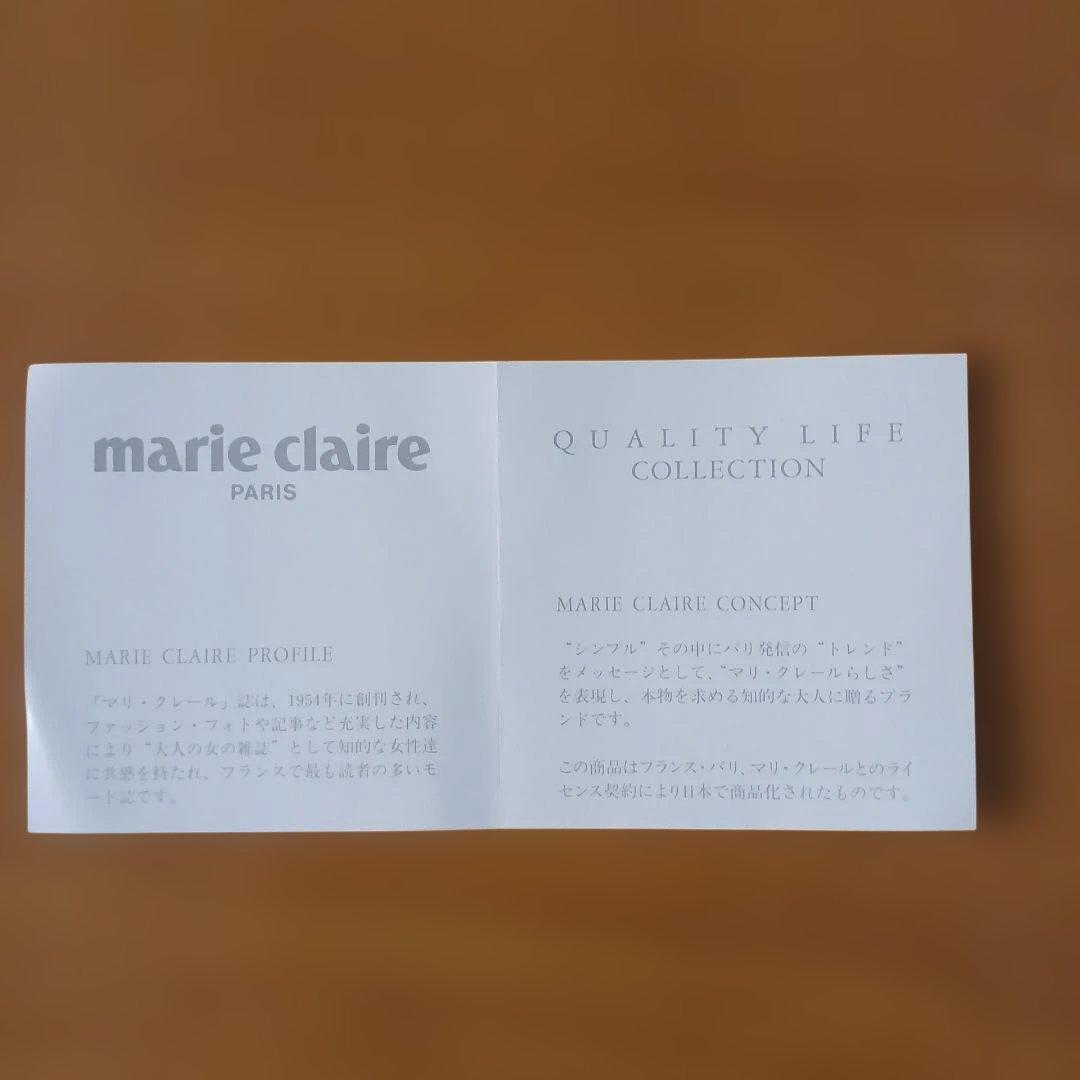 marie claire
PARIS
MARIE CLAIRE PROFILE
「マリ・クレール」誌は、1954年に創刊され、
ファッション・フォトや記事など充実した内容
により“大人の女の雑誌”として知的な女性達
に共感を持たれ、フランスで最も読者の多いモ
ード誌です。
QUALITY LIFE
COLLECTION
MARIE CLAIRE CONCEPT
“シンプル”その中にパリ発信の“トレンド”
をメッセージとして、“マリ・クレールらしさ”
を表現し、本物を求める知的な大人に贈るブラ
ンドです。
この商品はフランス・パリ、マリ・クレールとのライ
センス契約により日本で商品化されたものです。